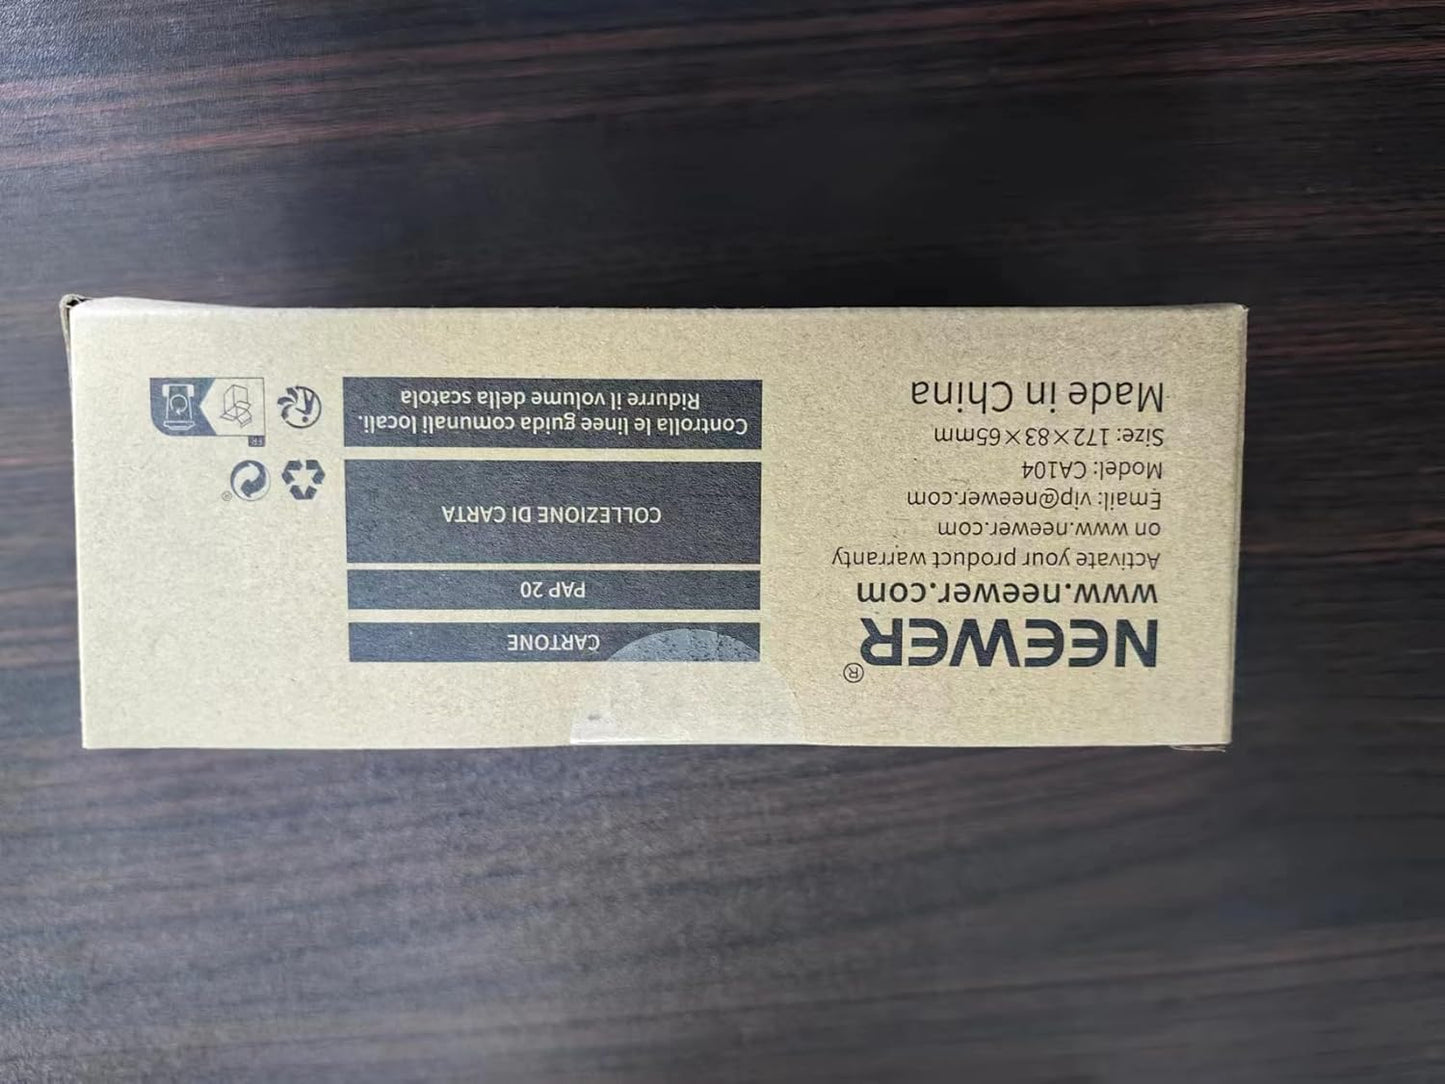 NEEWER®
www.neewer.com
Activate your product warranty
on www.neewer.com
Email: vip@neewer.com
Model: CA104
Size: 172×83×65mm
Made in China
CARTONE
PAP 20
COLLEZIONE DI CARTA
Controlla le linee guida comunali locali.
Ridurre il volume della scatola
®
FR